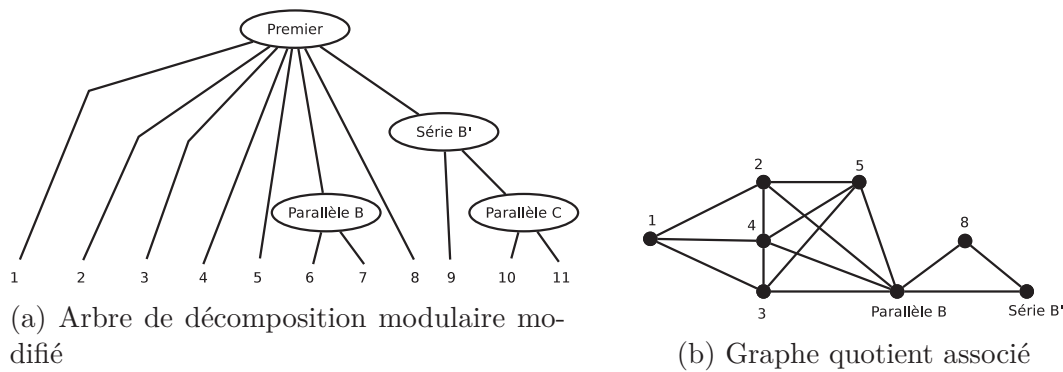 Premier
Série B'
Parallèle B
Parallèle C
1 2 3 4 5 6 7 8 9 10 11
(a) Arbre de décomposition modulaire mo-
difié
2 5
1
4
8
3
Parallèle B Série B'
(b) Graphe quotient associé